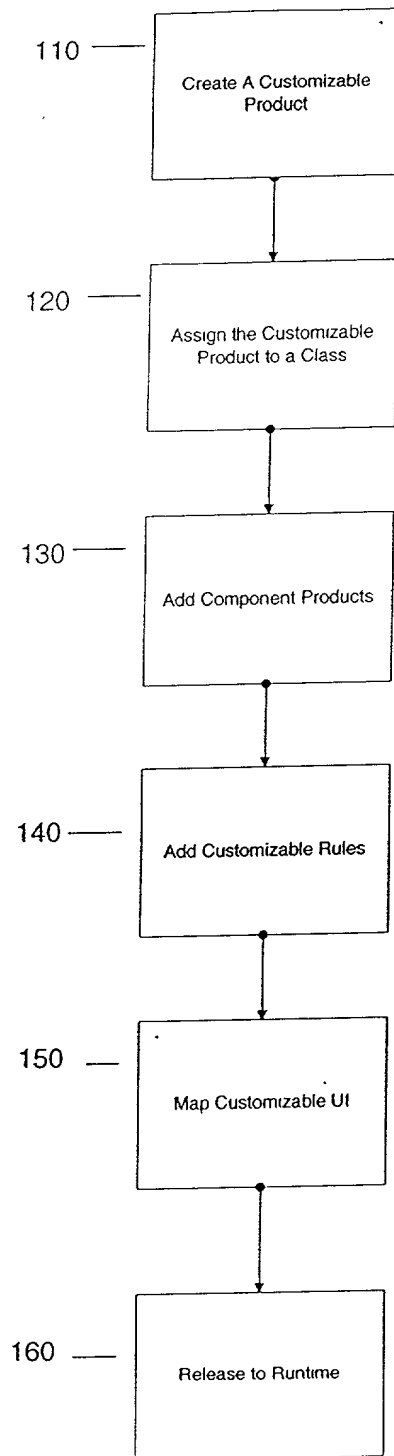 110
Create A Customizable
Product
120
Assign the Customizable
Product to a Class
130
Add Component Products
140
Add Customizable Rules
150
Map Customizable UI
160
Release to Runtime